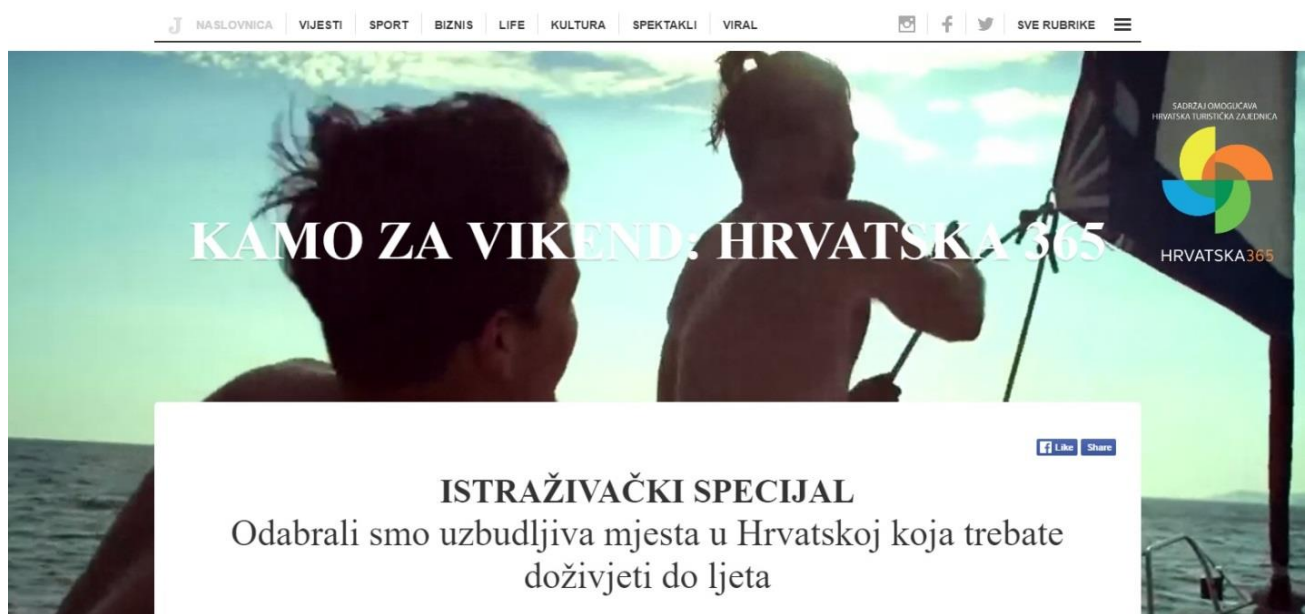 J NASLOVNICA VIJESTI SPORT BIZNIS LIFE KULTURA SPEKTAKLI VIRAL SVE RUBRIKE
SADRŽAJ OMOGUĆAVA
HRVATSKA TURISTIČKA ZAJEDNICA
HRVATSKA365
KAMO ZA VIKEND: HRVATSKA 365
Like Share
ISTRAŽIVAČKI SPECIJAL
Odabrali smo uzbudljiva mjesta u Hrvatskoj koja trebate
doživjeti do ljeta